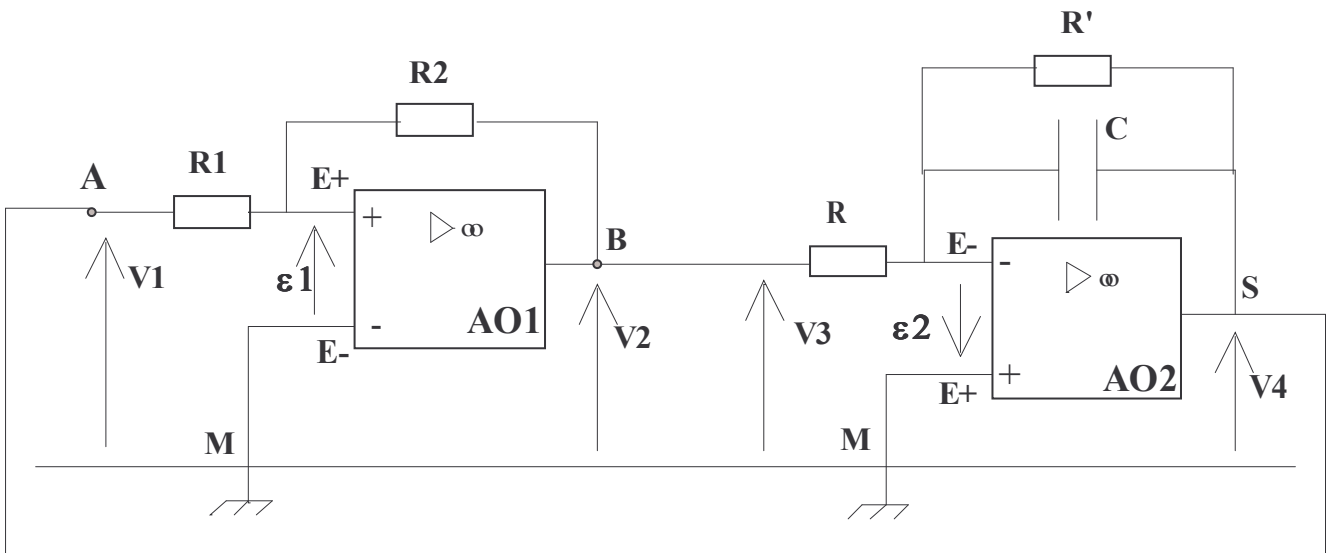 R'
R2
C
A
R1
E+
+
▷ ∞
R
B
E-
-
▷ ∞
S
V1
ε1
-
AO1
E-
V2
V3
ε2
+
AO2
E+
V4
M
M